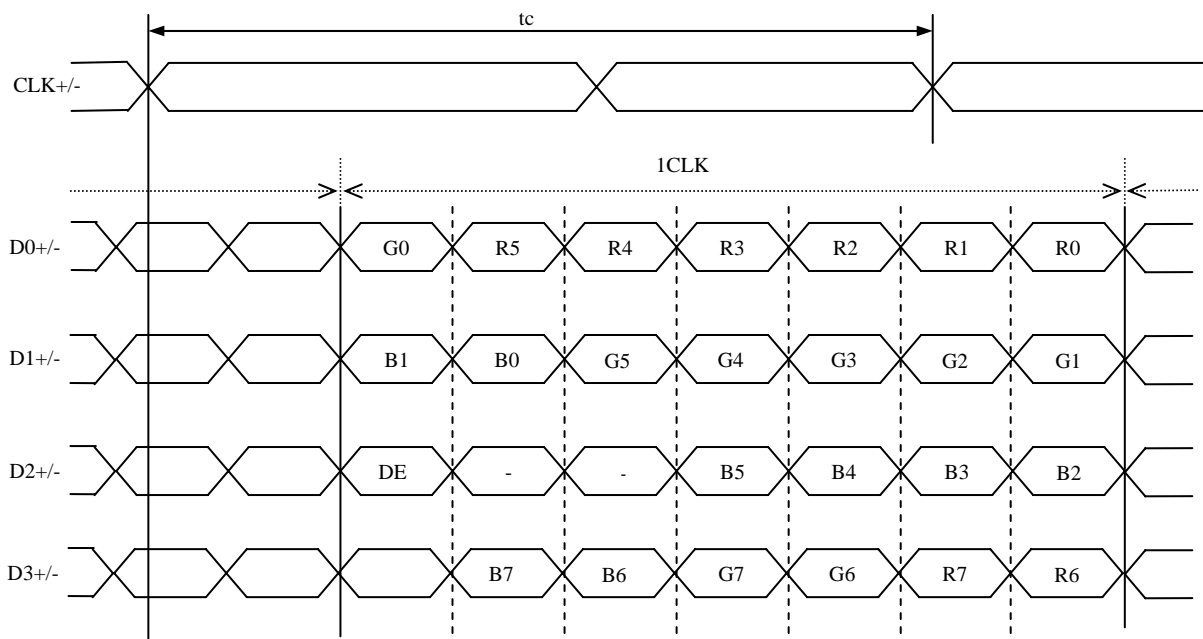 tc
CLK+/-
1CLK
D0+/- G0 R5 R4 R3 R2 R1 R0
D1+/- B1 B0 G5 G4 G3 G2 G1
D2+/- DE - - B5 B4 B3 B2
D3+/- B7 B6 G7 G6 R7 R6